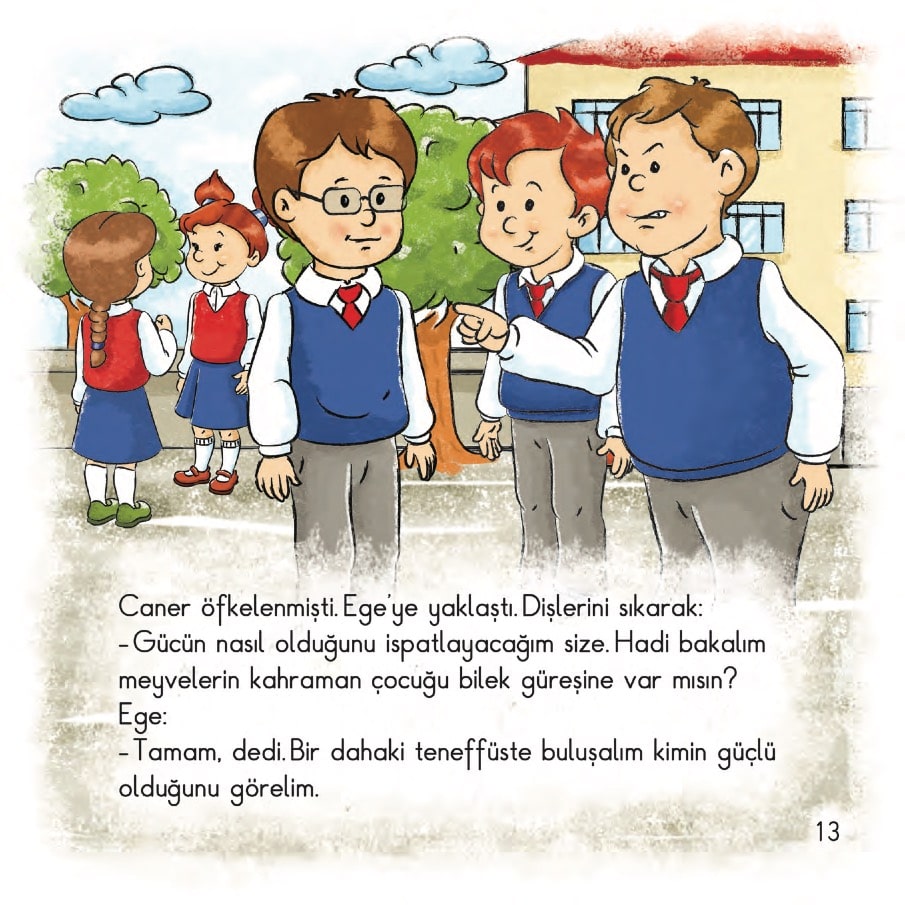 Caner öfkelenmişti. Ege'ye yaklaştı. Dişlerini sıkarak:
- Gücün nasıl olduğunu ispatlayacağım size. Hadi bakalım
meyvelerin kahraman çocuğu bilek güreşine var mısın?
Ege:
- Tamam, dedi. Bir dahaki teneffüste buluşalım kimin güçlü
olduğunu görelim.
13